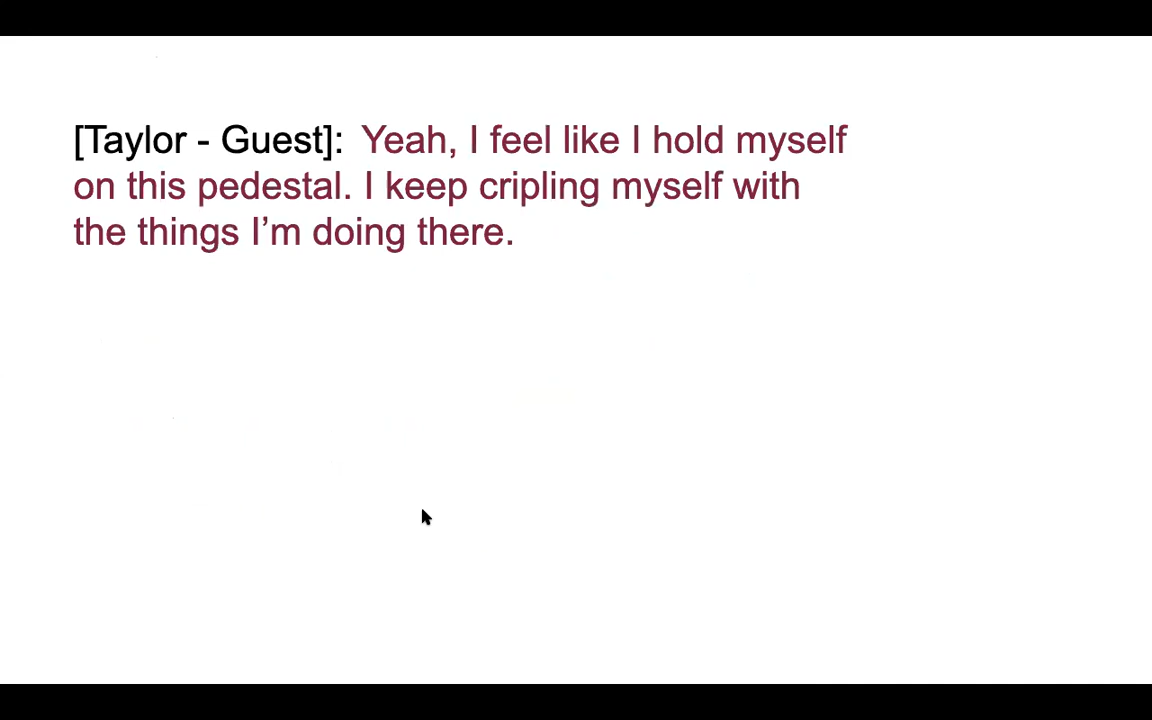 [Taylor - Guest]: Yeah, I feel like I hold myself
on this pedestal. I keep cripling myself with
the things I’m doing there.